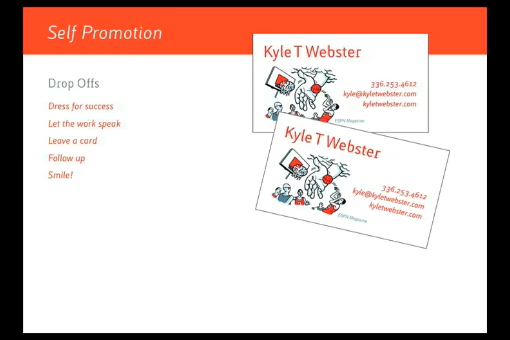 Self Promotion
Drop Offs
Dress for success
Let the work speak
Leave a card
Follow up
Smile!
Kyle T Webster
336.253.4612
kyle@kyletwebster.com
kyletwebster.com
ESPN Magazine
Kyle T Webster
336.253.4612
kyle@kyletwebster.com
kyletwebster.com
ESPN Magazine